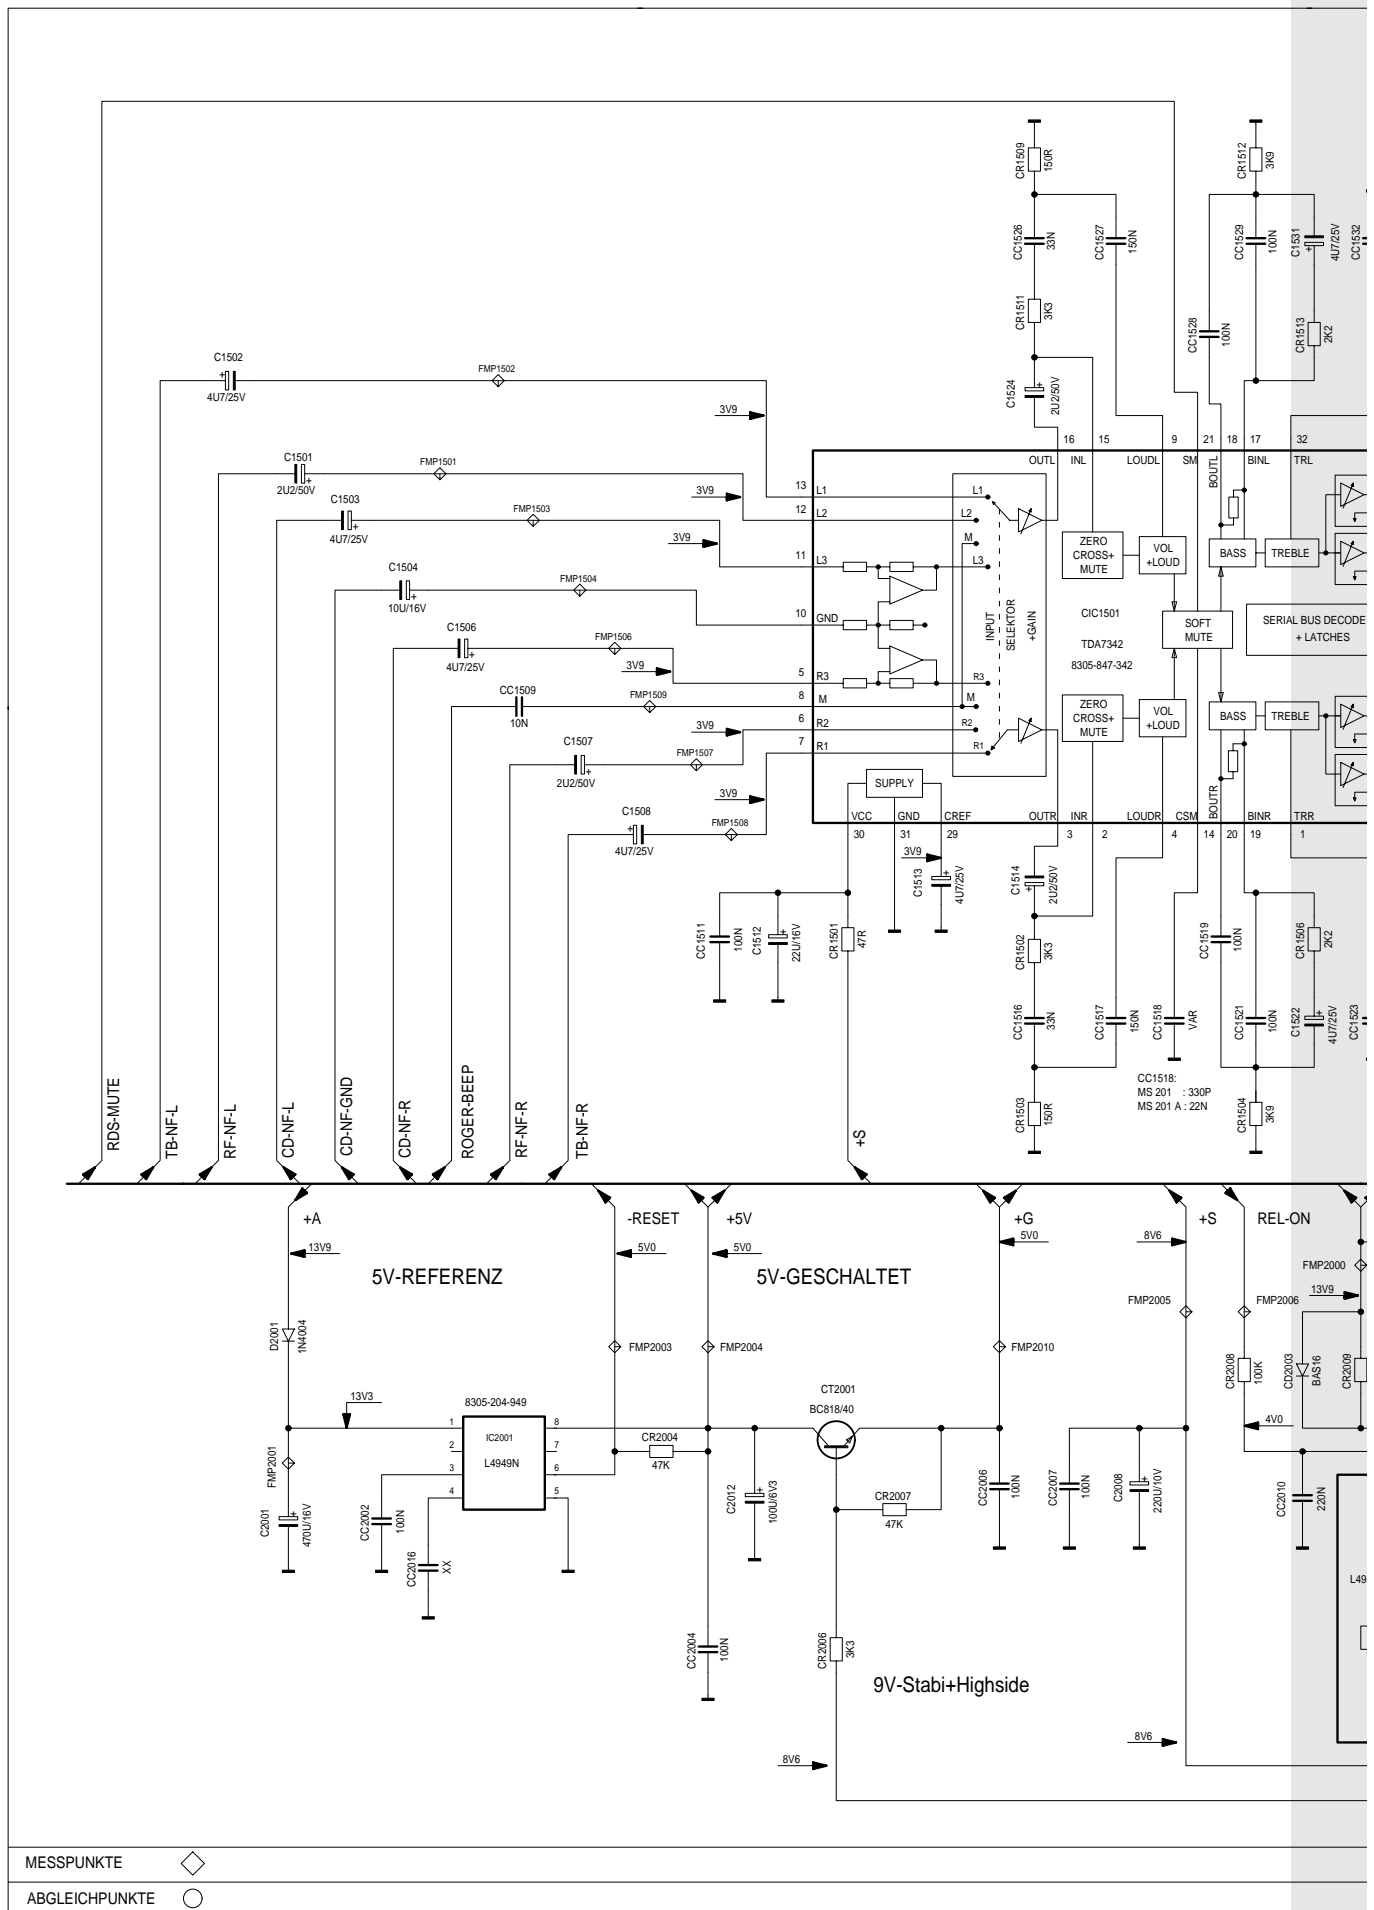 CR1509
150R
CR1512
3K9
CC1526
33N
CC1527
150N
CC1529
100N
C1531
4U7/25V
CC1532
CR1511
3K3
CC1528
100N
CR1513
2K2
C1502
4U7/25V
FMP1502
C1524
2U2/50V
3V9
C1501
2U2/50V
FMP1501
3V9
C1503
4U7/25V
FMP1503
3V9
C1504
10U/16V
FMP1504
C1506
4U7/25V
FMP1506
3V9
CC1509
10N
FMP1509
3V9
C1507
2U2/50V
FMP1507
3V9
C1508
4U7/25V
FMP1508
16 15 9 21 18 17 32
OUTL INL LOUDL SM BOUTL BINL TRL
13 L1 L1
12 L2 L2
M
11 L3 L3
10 GND
5 R3 R3
8 M M
6 R2 R2
7 R1 R1
INPUT
SELEKTOR
+GAIN
ZERO
CROSS+
MUTE
VOL
+LOUD
BASS
TREBLE
CIC1501
TDA7342
8305-847-342
SOFT
MUTE
SERIAL BUS DECODE
+ LATCHES
ZERO
CROSS+
MUTE
VOL
+LOUD
BASS
TREBLE
SUPPLY
VCC GND CREF OUTR INR LOUDR CSM BOUTR BINR TRR
30 31 29 3 2 4 14 20 19 1
3V9
C1513
4U7/25V
C1514
2U2/50V
CC1511
100N
C1512
22U/16V
CR1501
47R
CR1502
3K3
CC1519
100N
CR1506
2K2
CC1516
33N
CC1517
150N
CC1518
VAR
CC1521
100N
C1522
4U7/25V
CC1523
CC1518:
MS 201 : 330P
MS 201 A : 22N
CR1503
150R
CR1504
3K9
RDS-MUTE
TB-NF-L
RF-NF-L
CD-NF-L
CD-NF-GND
CD-NF-R
ROGER-BEEP
RF-NF-R
TB-NF-R
+S
+A
-RESET
+5V
+G
+S
REL-ON
13V9
5V0
5V0
5V0
8V6
5V-REFERENZ
5V-GESCHALTET
FMP2000
13V9
FMP2005
FMP2006
D2001
1N4004
FMP2003
FMP2004
FMP2010
CR2008
100K
CD2003
BAS16
CR2009
13V3
8305-204-949
CT2001
BC818/40
4V0
1
2
3
4
IC2001
L4949N
8
7
6
5
CR2004
47K
FMP2001
C2001
470U/16V
CC2002
100N
CC2016
XX
C2012
100U/6V3
CR2007
47K
CC2006
100N
CC2007
100N
C2008
220U/10V
CC2010
220N
L49
CC2004
100N
CR2006
3K3
9V-Stabi+Highside
8V6
8V6
MESSPUNKTE
ABGLEICHPUNKTE